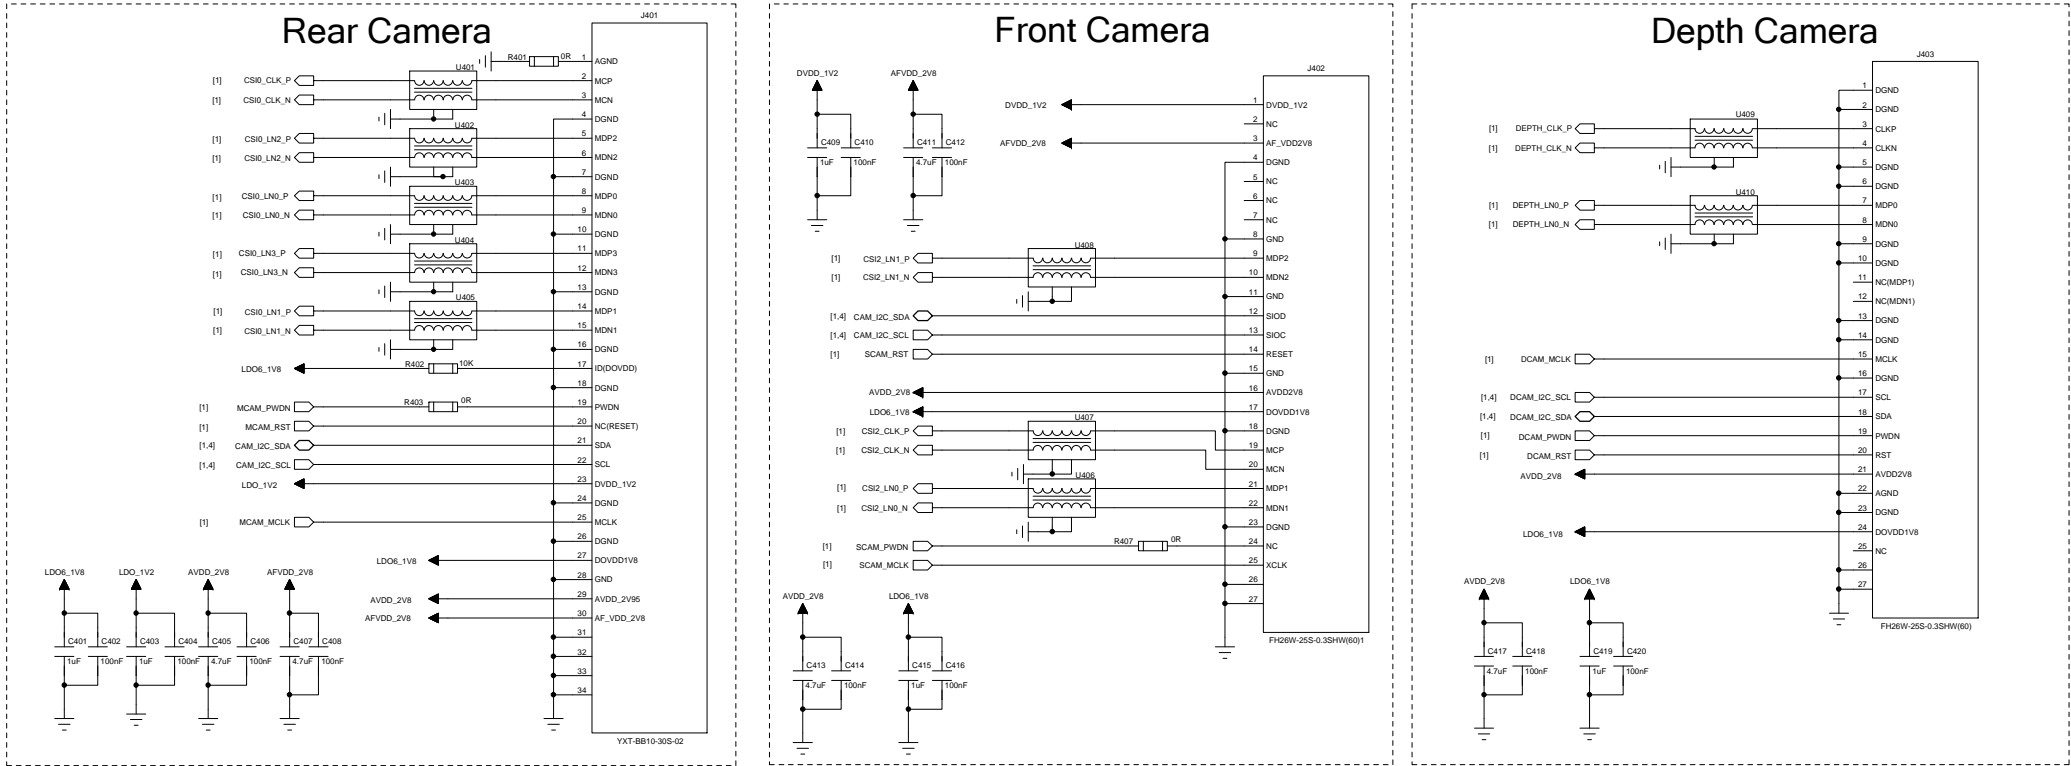 Rear Camera
J401
R401 0R 1 AGND
U401
[1] CSI0_CLK_P 2 MCP
[1] CSI0_CLK_N 3 MCN
4 DGND
U402
[1] CSI0_LN2_P 5 MDP2
[1] CSI0_LN2_N 6 MDN2
7 DGND
U403
[1] CSI0_LN0_P 8 MDP0
[1] CSI0_LN0_N 9 MDN0
10 DGND
U404
[1] CSI0_LN3_P 11 MDP3
[1] CSI0_LN3_N 12 MDN3
13 DGND
U405
[1] CSI0_LN1_P 14 MDP1
[1] CSI0_LN1_N 15 MDN1
16 DGND
LDO6_1V8 R402 10K 17 ID(DOVDD)
18 DGND
[1] MCAM_PWDN R403 0R 19 PWDN
[1] MCAM_RST 20 NC(RESET)
[1,4] CAM_I2C_SDA 21 SDA
[1,4] CAM_I2C_SCL 22 SCL
LDO_1V2 23 DVDD_1V2
24 DGND
[1] MCAM_MCLK 25 MCLK
26 DGND
LDO6_1V8 27 DOVDD1V8
28 GND
AVDD_2V8 29 AVDD_2V95
AFVDD_2V8 30 AF_VDD_2V8
31
32
33
34
YXT-BB10-30S-02
LDO6_1V8 LDO_1V2 AVDD_2V8 AFVDD_2V8
C401 C402 C403 C404 C405 C406 C407 C408
1uF 100nF 1uF 100nF 4.7uF 100nF 4.7uF 100nF
Front Camera
J402
DVDD_1V2 AFVDD_2V8
C409 C410 C411 C412
1uF 100nF 4.7uF 100nF
DVDD_1V2 1 DVDD_1V2
2 NC
AFVDD_2V8 3 AF_VDD2V8
4 DGND
5 NC
6 NC
7 NC
8 GND
U408
[1] CSI2_LN1_P 9 MDP2
[1] CSI2_LN1_N 10 MDN2
11 GND
[1,4] CAM_I2C_SDA 12 SIOD
[1,4] CAM_I2C_SCL 13 SIOC
[1] SCAM_RST 14 RESET
15 GND
AVDD_2V8 16 AVDD2V8
LDO6_1V8 17 DOVDD1V8
U407
[1] CSI2_CLK_P 18 DGND
[1] CSI2_CLK_N 19 MCP
20 MCN
U406
[1] CSI2_LN0_P 21 MDP1
[1] CSI2_LN0_N 22 MDN1
23 DGND
[1] SCAM_PWDN R407 0R 24 NC
[1] SCAM_MCLK 25 XCLK
26
27
FH26W-25S-0.3SHW(60)1
AVDD_2V8 LDO6_1V8
C413 C414 C415 C416
4.7uF 100nF 1uF 100nF
Depth Camera
J403
1 DGND
2 DGND
U409
[1] DEPTH_CLK_P 3 CLKP
[1] DEPTH_CLK_N 4 CLKN
5 DGND
6 DGND
U410
[1] DEPTH_LN0_P 7 MDP0
[1] DEPTH_LN0_N 8 MDN0
9 DGND
10 DGND
11 NC(MDP1)
12 NC(MDN1)
13 DGND
14 DGND
[1] DCAM_MCLK 15 MCLK
16 DGND
[1,4] DCAM_I2C_SCL 17 SCL
[1,4] DCAM_I2C_SDA 18 SDA
[1] DCAM_PWDN 19 PWDN
[1] DCAM_RST 20 RST
AVDD_2V8 21 AVDD2V8
22 AGND
23 DGND
LDO6_1V8 24 DOVDD1V8
25 NC
26
27
FH26W-25S-0.3SHW(60)
AVDD_2V8 LDO6_1V8
C417 C418 C419 C420
4.7uF 100nF 1uF 100nF